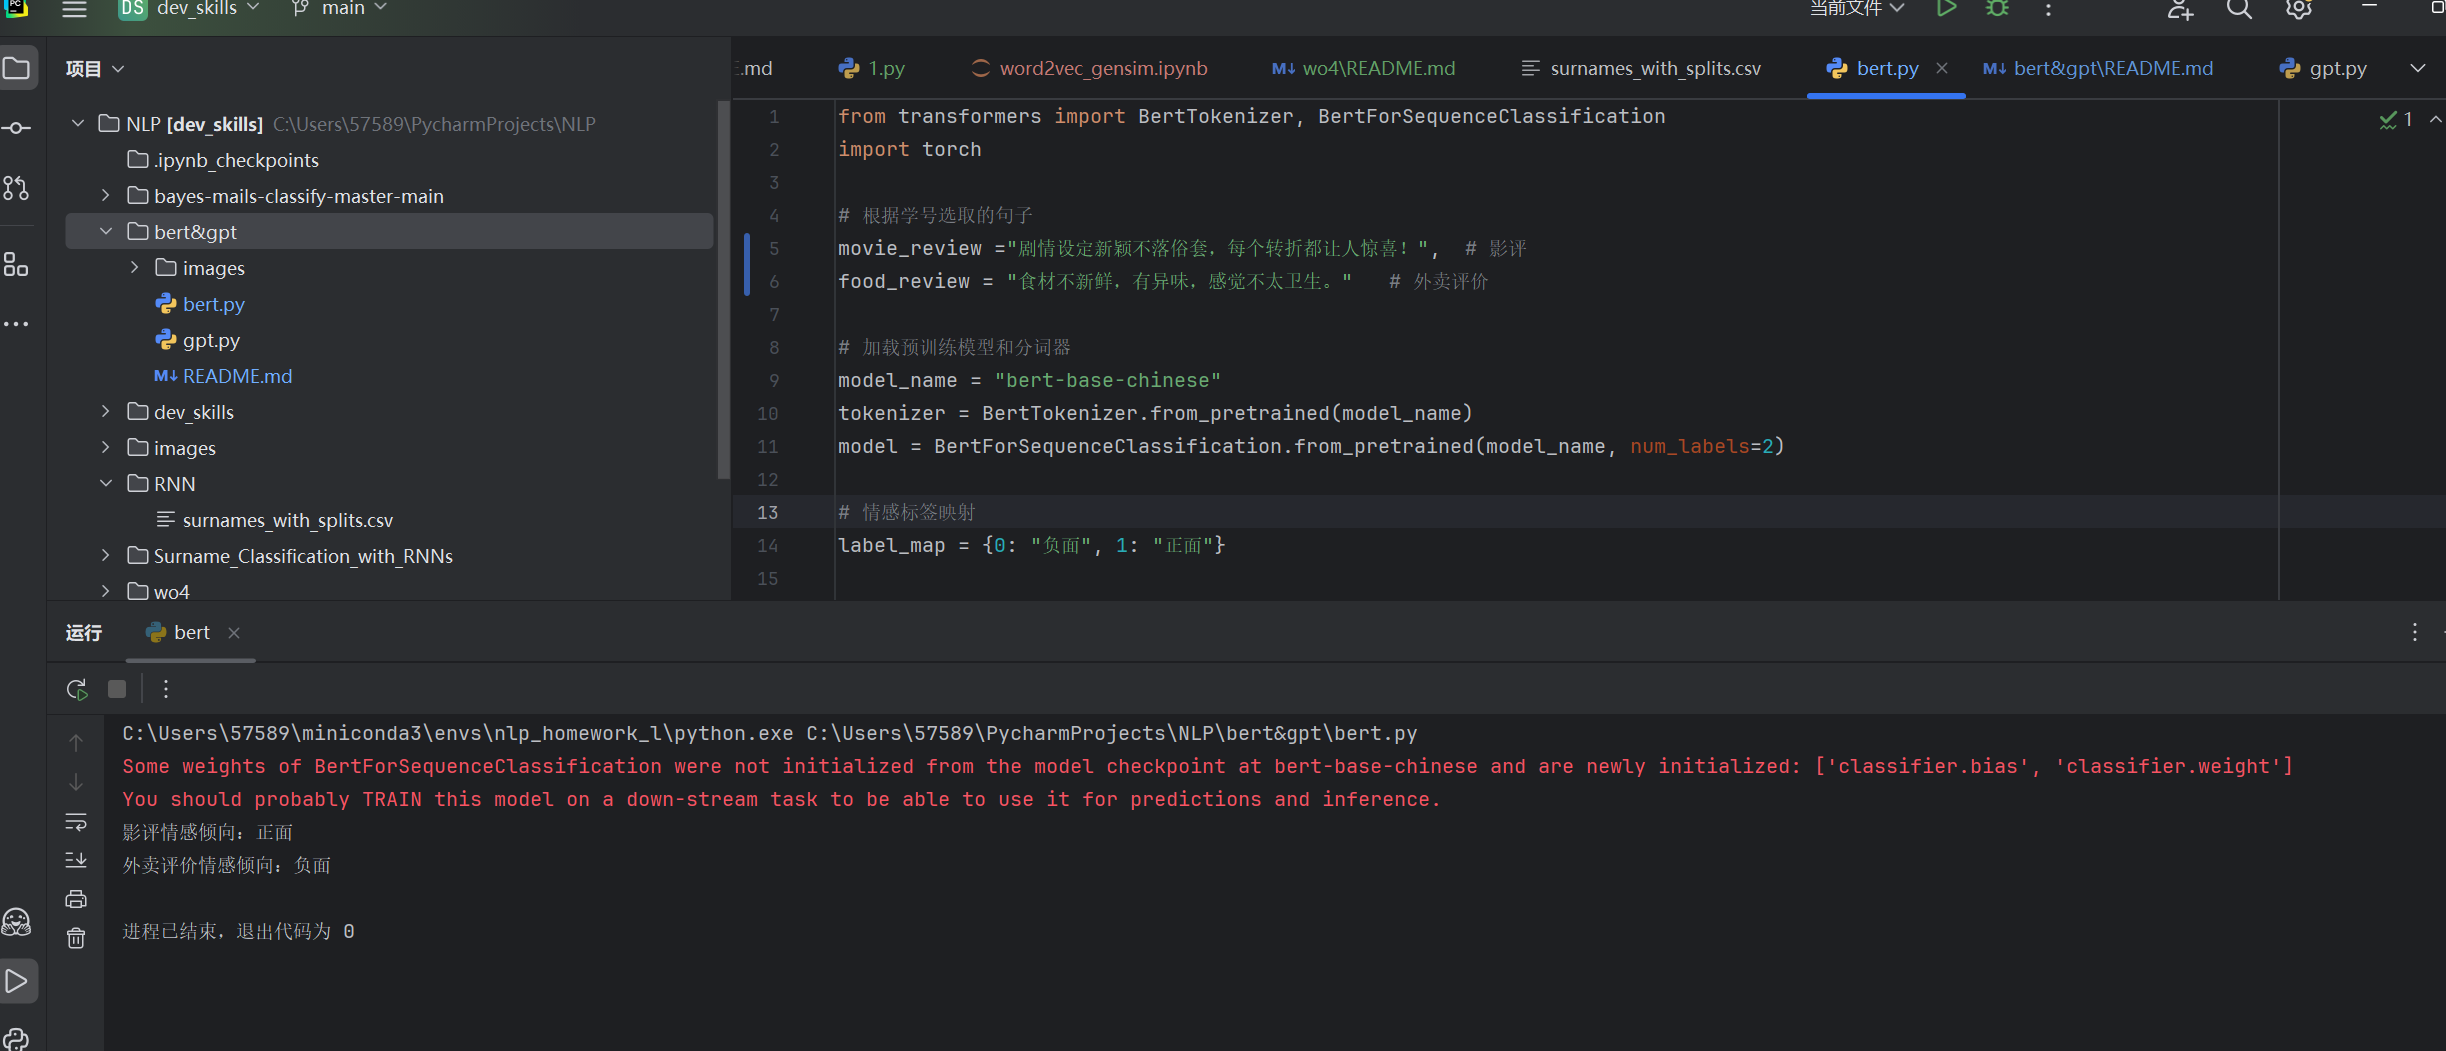 DS dev_skills main 当前文件
项目
.md 1.py word2vec_gensim.ipynb M↓ wo4\README.md surnames_with_splits.csv bert.py M↓ bert&gpt\README.md gpt.py
NLP [dev_skills] C:\Users\57589\PycharmProjects\NLP
.ipynb_checkpoints
bayes-mails-classify-master-main
bert&gpt
images
bert.py
gpt.py
M↓ README.md
dev_skills
images
RNN
surnames_with_splits.csv
Surname_Classification_with_RNNs
wo4
1 from transformers import BertTokenizer, BertForSequenceClassification
2 import torch
3
4 # 根据学号选取的句子
5 movie_review ="剧情设定新颖不落俗套，每个转折都让人惊喜！", # 影评
6 food_review = "食材不新鲜，有异味，感觉不太卫生。" # 外卖评价
7
8 # 加载预训练模型和分词器
9 model_name = "bert-base-chinese"
10 tokenizer = BertTokenizer.from_pretrained(model_name)
11 model = BertForSequenceClassification.from_pretrained(model_name, num_labels=2)
12
13 # 情感标签映射
14 label_map = {0: "负面", 1: "正面"}
15
1
运行 bert
C:\Users\57589\miniconda3\envs\nlp_homework_l\python.exe C:\Users\57589\PycharmProjects\NLP\bert&gpt\bert.py
Some weights of BertForSequenceClassification were not initialized from the model checkpoint at bert-base-chinese and are newly initialized: ['classifier.bias', 'classifier.weight']
You should probably TRAIN this model on a down-stream task to be able to use it for predictions and inference.
影评情感倾向：正面
外卖评价情感倾向：负面
进程已结束，退出代码为 0